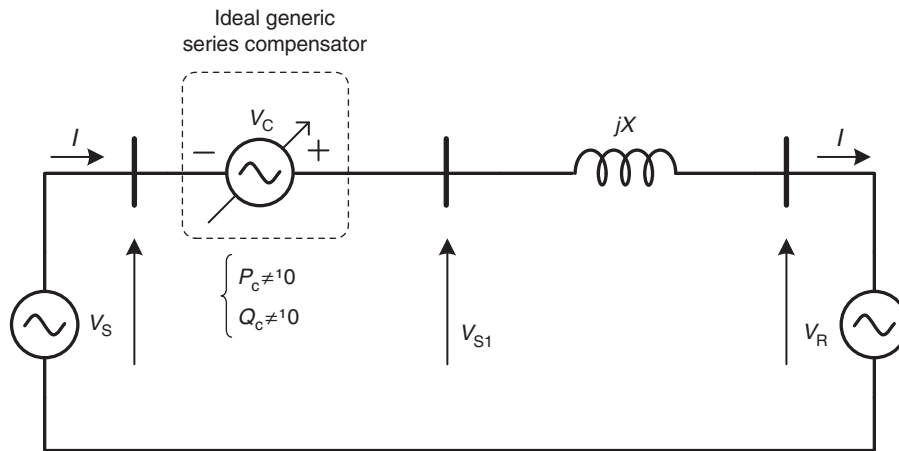 Ideal generic
series compensator
I
V_C
jX
I
−
+
P_c≠¹0
Q_c≠¹0
V_S
V_S1
V_R